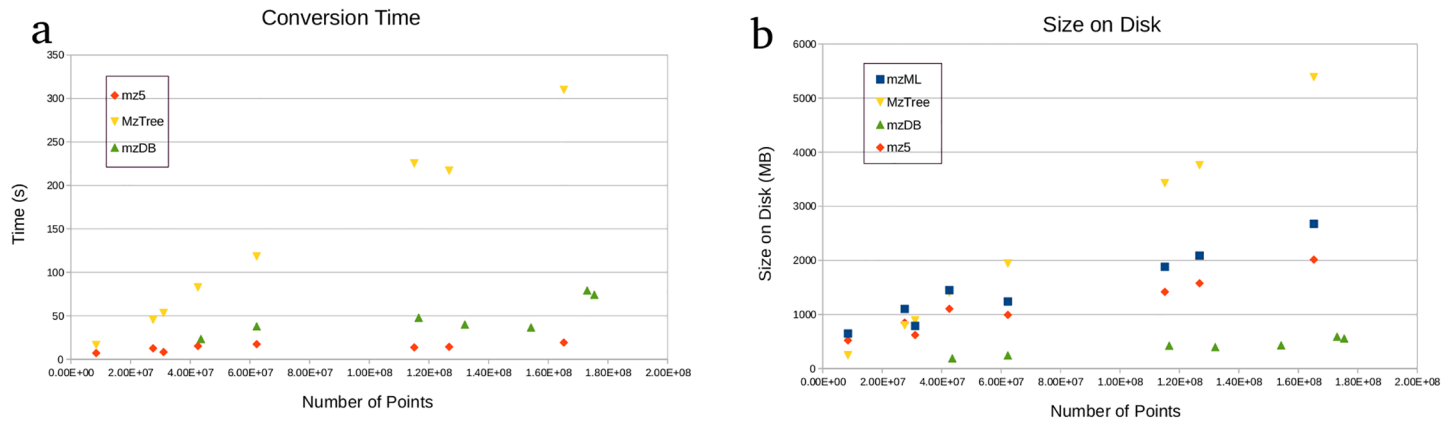 a
Conversion Time
350
300
250
200
150
100
50
0
mz5
MzTree
mzDB
Time (s)
0.00E+00 2.00E+07 4.00E+07 6.00E+07 8.00E+07 1.00E+08 1.20E+08 1.40E+08 1.60E+08 1.80E+08 2.00E+08
Number of Points
b
Size on Disk
6000
5000
4000
3000
2000
1000
0
mzML
MzTree
mzDB
mz5
Size on Disk (MB)
0.00E+00 2.00E+07 4.00E+07 6.00E+07 8.00E+07 1.00E+08 1.20E+08 1.40E+08 1.60E+08 1.80E+08 2.00E+08
Number of Points